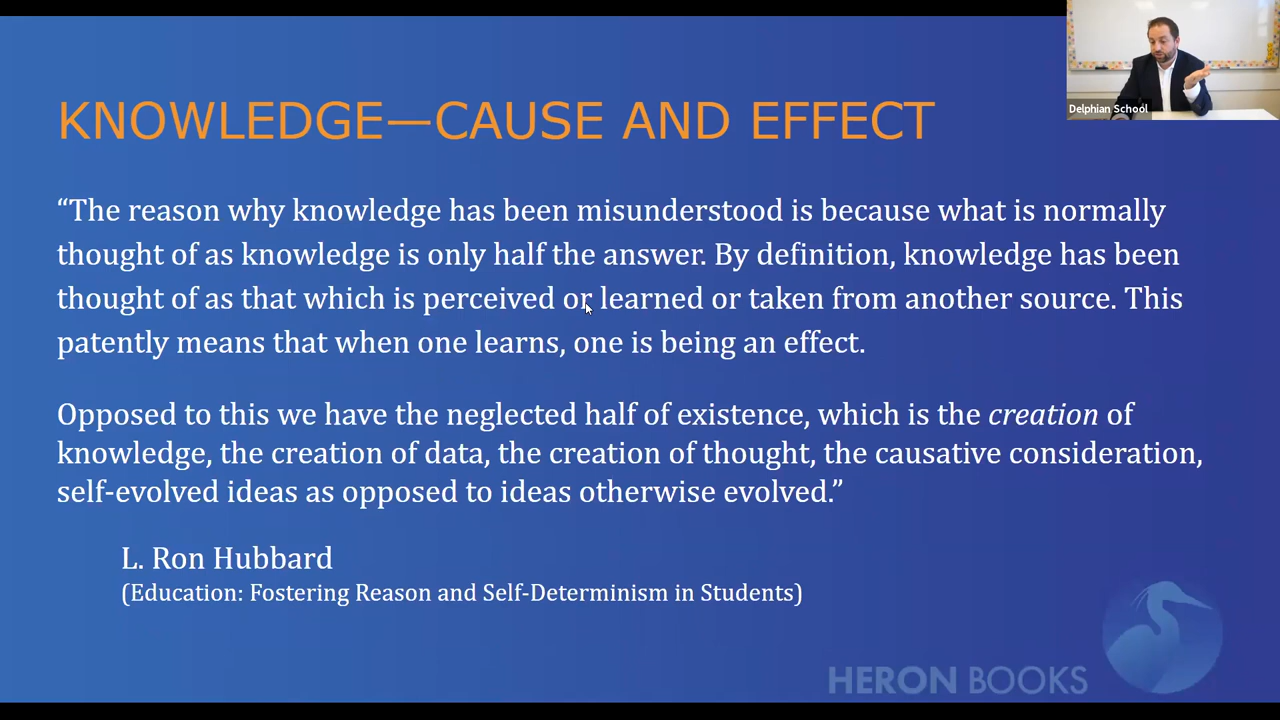 Delphian School
KNOWLEDGE—CAUSE AND EFFECT
“The reason why knowledge has been misunderstood is because what is normally
thought of as knowledge is only half the answer. By definition, knowledge has been
thought of as that which is perceived or learned or taken from another source. This
patently means that when one learns, one is being an effect.
Opposed to this we have the neglected half of existence, which is the creation of
knowledge, the creation of data, the creation of thought, the causative consideration,
self-evolved ideas as opposed to ideas otherwise evolved.”
L. Ron Hubbard
(Education: Fostering Reason and Self-Determinism in Students)
HERON BOOKS